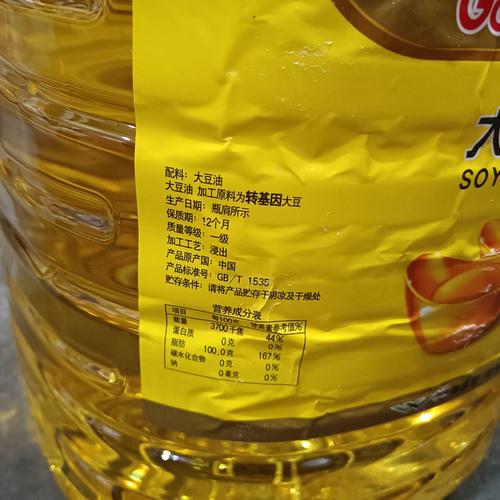 大
SOY
配料：大豆油
大豆油 加工原料为转基因大豆
生产日期：瓶肩所示
保质期：12个月
质量等级：一级
加工工艺：浸出
产品原产国：中国
产品标准号：GB/T 1535
贮存条件：请将产品贮存于阴凉及干燥处
营养成分表
项目 每100克 营养素参考值%
能量 3700千焦 44%
蛋白质 0克 0%
脂肪 100.0克 167%
碳水化合物 0克 0%
钠 0毫克 0%